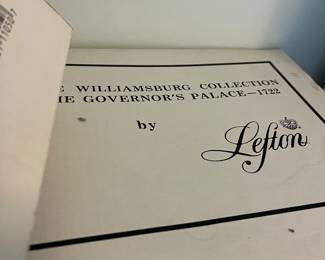 E WILLIAMSBURG COLLECTION
HE GOVERNOR'S PALACE—1722
by
Lefton